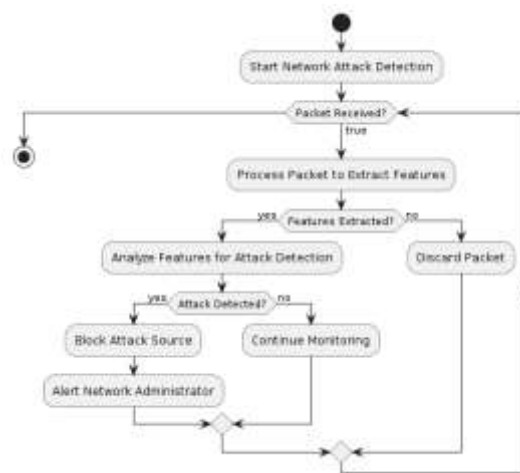 Start Network Attack Detection
Packet Received?
true
Process Packet to Extract Features
yes
Features Extracted?
no
Analyze Features for Attack Detection
Discard Packet
yes
Attack Detected?
no
Block Attack Source
Continue Monitoring
Alert Network Administrator